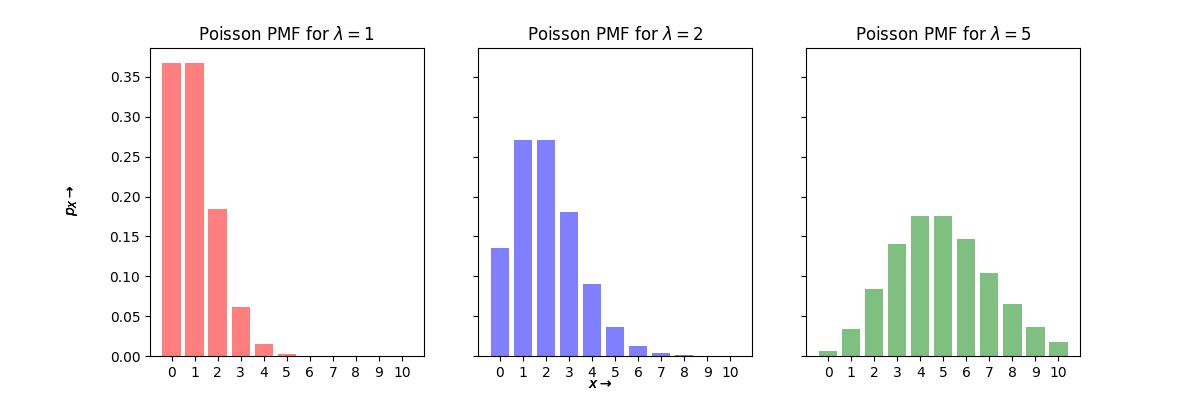 Poisson PMF for λ = 1
Poisson PMF for λ = 2
Poisson PMF for λ = 5
0.35
0.30
0.25
0.20
0.15
0.10
0.05
0.00
pX →
0 1 2 3 4 5 6 7 8 9 10
0 1 2 3 4 5 6 7 8 9 10
0 1 2 3 4 5 6 7 8 9 10
x →